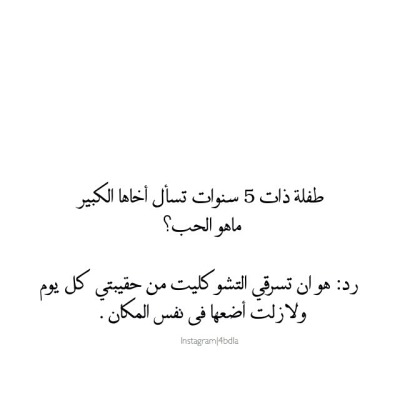 طفلة ذات 5 سنوات تسأل أخاها الكبير
ماهو الحب؟
رد: هو ان تسرقي التشوكليت من حقيبتي كل يوم
ولازلت أضعها فى نفس المكان .
Instagram|4bdla